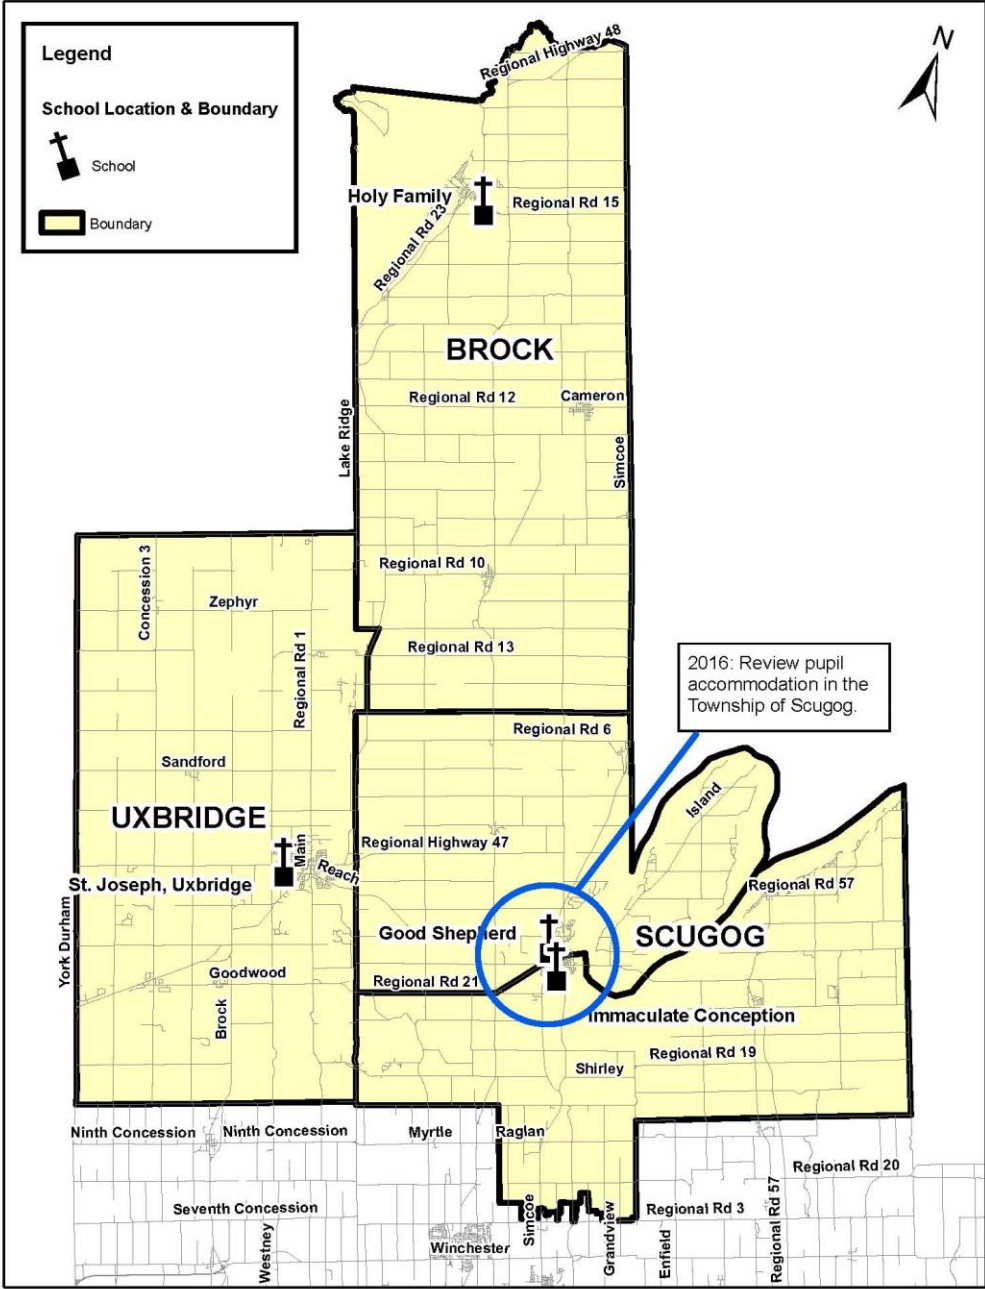 Legend
School Location & Boundary
School
Boundary
N
Regional Highway 48
Holy Family
Regional Rd 15
Regional Rd 23
BROCK
Regional Rd 12
Cameron
Lake Ridge
Simcoe
Concession 3
Regional Rd 10
Zephyr
Regional Rd 1
Regional Rd 13
2016: Review pupil
accommodation in the
Township of Scugog.
Regional Rd 6
Sandford
Island
UXBRIDGE
Main
Regional Highway 47
Reach
St. Joseph, Uxbridge
Regional Rd 57
York Durham
Good Shepherd
SCUGOG
Goodwood
Regional Rd 21
Brock
Immaculate Conception
Regional Rd 19
Shirley
Ninth Concession
Ninth Concession
Myrtle
Raglan
Regional Rd 20
Seventh Concession
Simcoe
Grandview
Regional Rd 3
Regional Rd 57
Westney
Winchester
Enfield